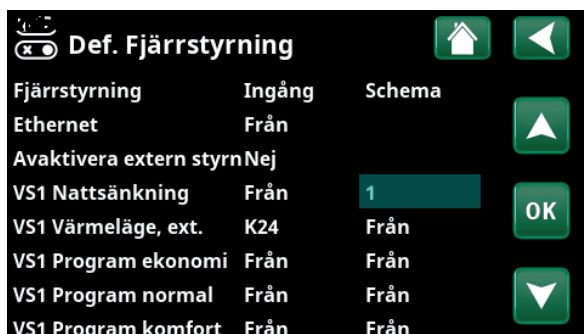 Def. Fjärrstyrning
Fjärrstyrning Ingång Schema
Ethernet Från
Avaktivera extern styrn Nej
VS1 Nattsänkning Från 1
VS1 Värmeläge, ext. K24 Från
OK
VS1 Program ekonomi Från Från
VS1 Program normal Från Från
VS1 Program komfort Från Från